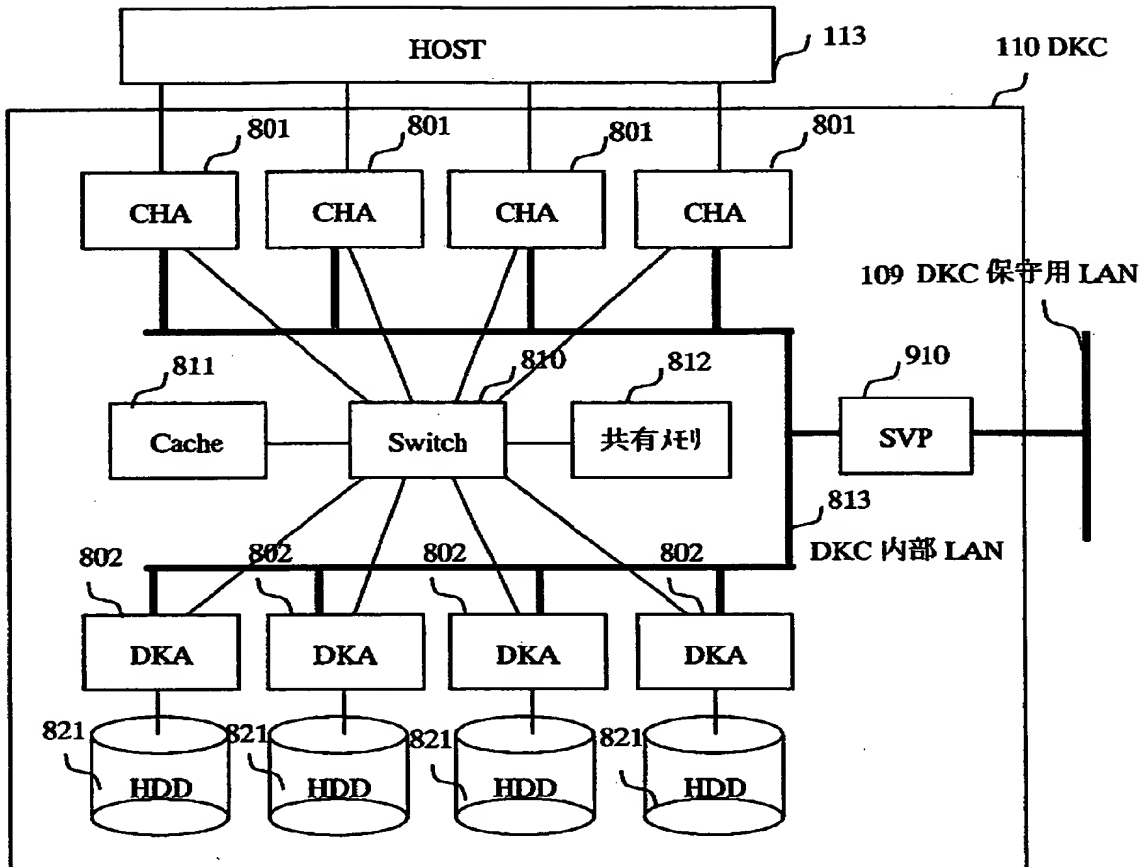 HOST
113
110 DKC
801
801
801
801
CHA
CHA
CHA
CHA
109 DKC 保守用 LAN
811
810
812
910
Cache
Switch
共有メモリ
SVP
813
DKC 内部 LAN
802
802
802
802
DKA
DKA
DKA
DKA
821
821
821
821
HDD
HDD
HDD
HDD